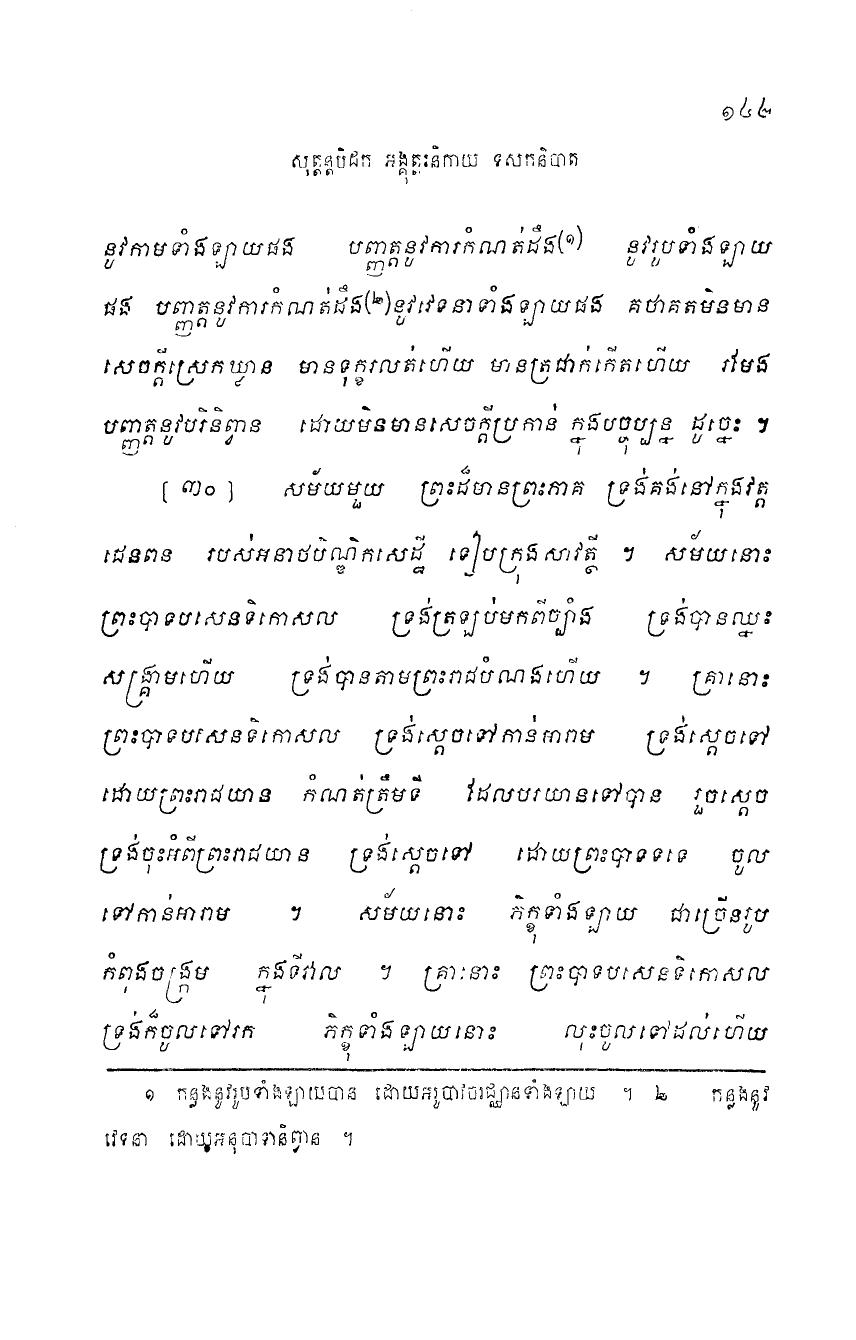 ១៤២
សុត្តន្តបិដក អង្គុត្តរនិកាយ ទសកនិបាត
នូវកាមទាំងឡាយផង បញ្ញត្តនូវការកំណត់ដឹង(១) នូវរូបទាំងឡាយ
ផង បញ្ញត្តនូវការកំណត់ដឹង(២)នូវវេទនាទាំងឡាយផង តថាគតមិនមាន
សេចក្តីស្រេកឃ្លាន មានទុក្ខរលត់ហើយ មានត្រជាក់កើតហើយ រមែង
បញ្ញត្តនូវបរិនិព្វាន ដោយមិនមានសេចក្តីប្រកាន់ ក្នុងបច្ចុប្បន្ន ដូច្នេះ ។
[ ៣០ ] សម័យមួយ ព្រះដ៏មានព្រះភាគ ទ្រង់គង់នៅក្នុងវត្ត
ជេតពន របស់អនាថបិណ្ឌិកសេដ្ឋី ទៀបក្រុងសាវត្ថី ។ សម័យនោះ
ព្រះបាទបសេនទិកោសល ទ្រង់ត្រឡប់មកពីច្បាំង ទ្រង់បានឈ្នះ
សង្គ្រាមហើយ ទ្រង់បានតាមព្រះរាជបំណងហើយ ។ គ្រានោះ
ព្រះបាទបសេនទិកោសល ទ្រង់ស្តេចទៅកាន់អារាម ទ្រង់ស្តេចទៅ
ដោយព្រះរាជយាន កំណត់ត្រឹមទី ដែលបរយានទៅបាន រួចស្តេច
ទ្រង់ចុះអំពីព្រះរាជយាន ទ្រង់ស្តេចទៅ ដោយព្រះបាទទទេ ចូល
ទៅកាន់អារាម ។ សម័យនោះ ភិក្ខុទាំងឡាយ ជាច្រើនរូប
កំពុងចង្ក្រម ក្នុងទីវាល ។ គ្រានោះ ព្រះបាទបសេនទិកោសល
ទ្រង់ក៏ចូលទៅរក ភិក្ខុទាំងឡាយនោះ លុះចូលទៅដល់ហើយ
១ កន្លងនូវរូបទាំងឡាយបាន ដោយអរូបាវចរជ្ឈានទាំងឡាយ ។ ២ កន្លងនូវ
វេទនា ដោយអនុបាទានិព្វាន ។